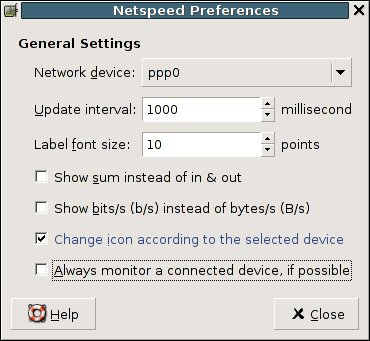 Netspeed Preferences
General Settings
Network device: ppp0
Update interval: 1000 millisecond
Label font size: 10 points
Show sum instead of in & out
Show bits/s (b/s) instead of bytes/s (B/s)
Change icon according to the selected device
Always monitor a connected device, if possible
Help Close